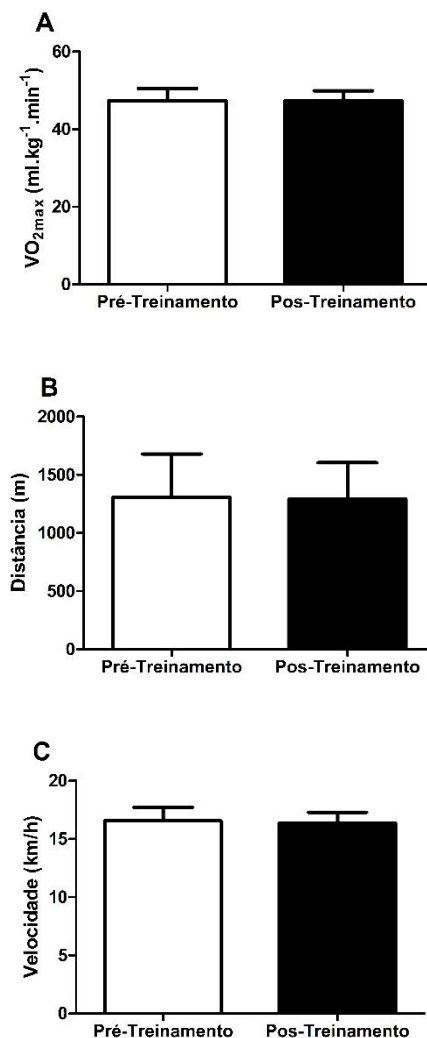 A
VO₂max (ml.kg⁻¹.min⁻¹)
60
40
20
0
Pré-Treinamento Pos-Treinamento
B
Distância (m)
2000
1500
1000
500
0
Pré-Treinamento Pos-Treinamento
C
Velocidade (km/h)
20
15
10
5
0
Pré-Treinamento Pos-Treinamento